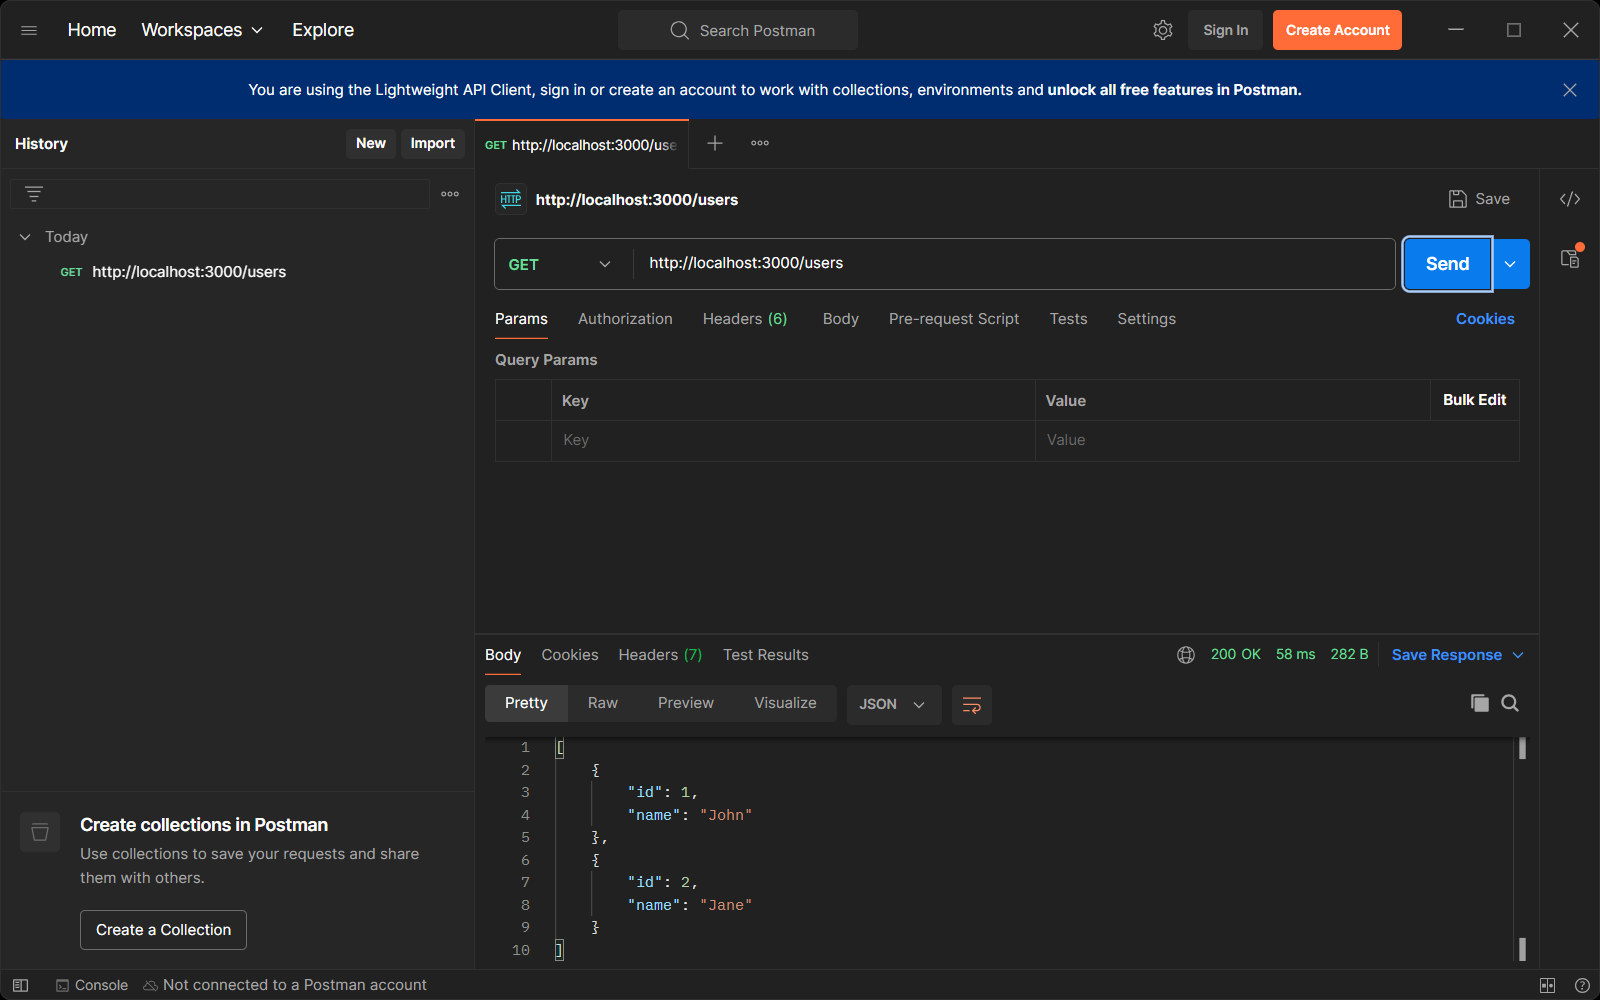 Home Workspaces Explore Search Postman Sign In Create Account
You are using the Lightweight API Client, sign in or create an account to work with collections, environments and unlock all free features in Postman.
History New Import
GET http://localhost:3000/use
HTTP http://localhost:3000/users Save
Today
GET http://localhost:3000/users
GET http://localhost:3000/users Send
Params Authorization Headers (6) Body Pre-request Script Tests Settings Cookies
Query Params
Key Value Bulk Edit
Key Value
Body Cookies Headers (7) Test Results 200 OK 58 ms 282 B Save Response
Pretty Raw Preview Visualize JSON
1 [
2 {
3 "id": 1,
4 "name": "John"
5 },
6 {
7 "id": 2,
8 "name": "Jane"
9 }
10 ]
Create collections in Postman
Use collections to save your requests and share
them with others.
Create a Collection
Console Not connected to a Postman account